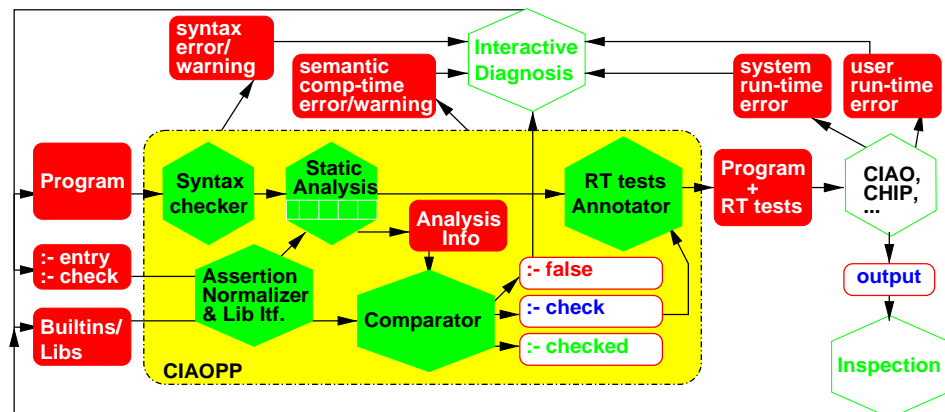 syntax
error/
warning
semantic
comp-time
error/warning
Interactive
Diagnosis
system
run-time
error
user
run-time
error
Program
Syntax
checker
Static
Analysis
RT tests
Annotator
Program
+
RT tests
CIAO,
CHIP,
...
Analysis
Info
:- entry
:- check
Assertion
Normalizer
& Lib Itf.
:- false
output
Builtins/
Libs
Comparator
:- check
:- checked
CIAOPP
Inspection